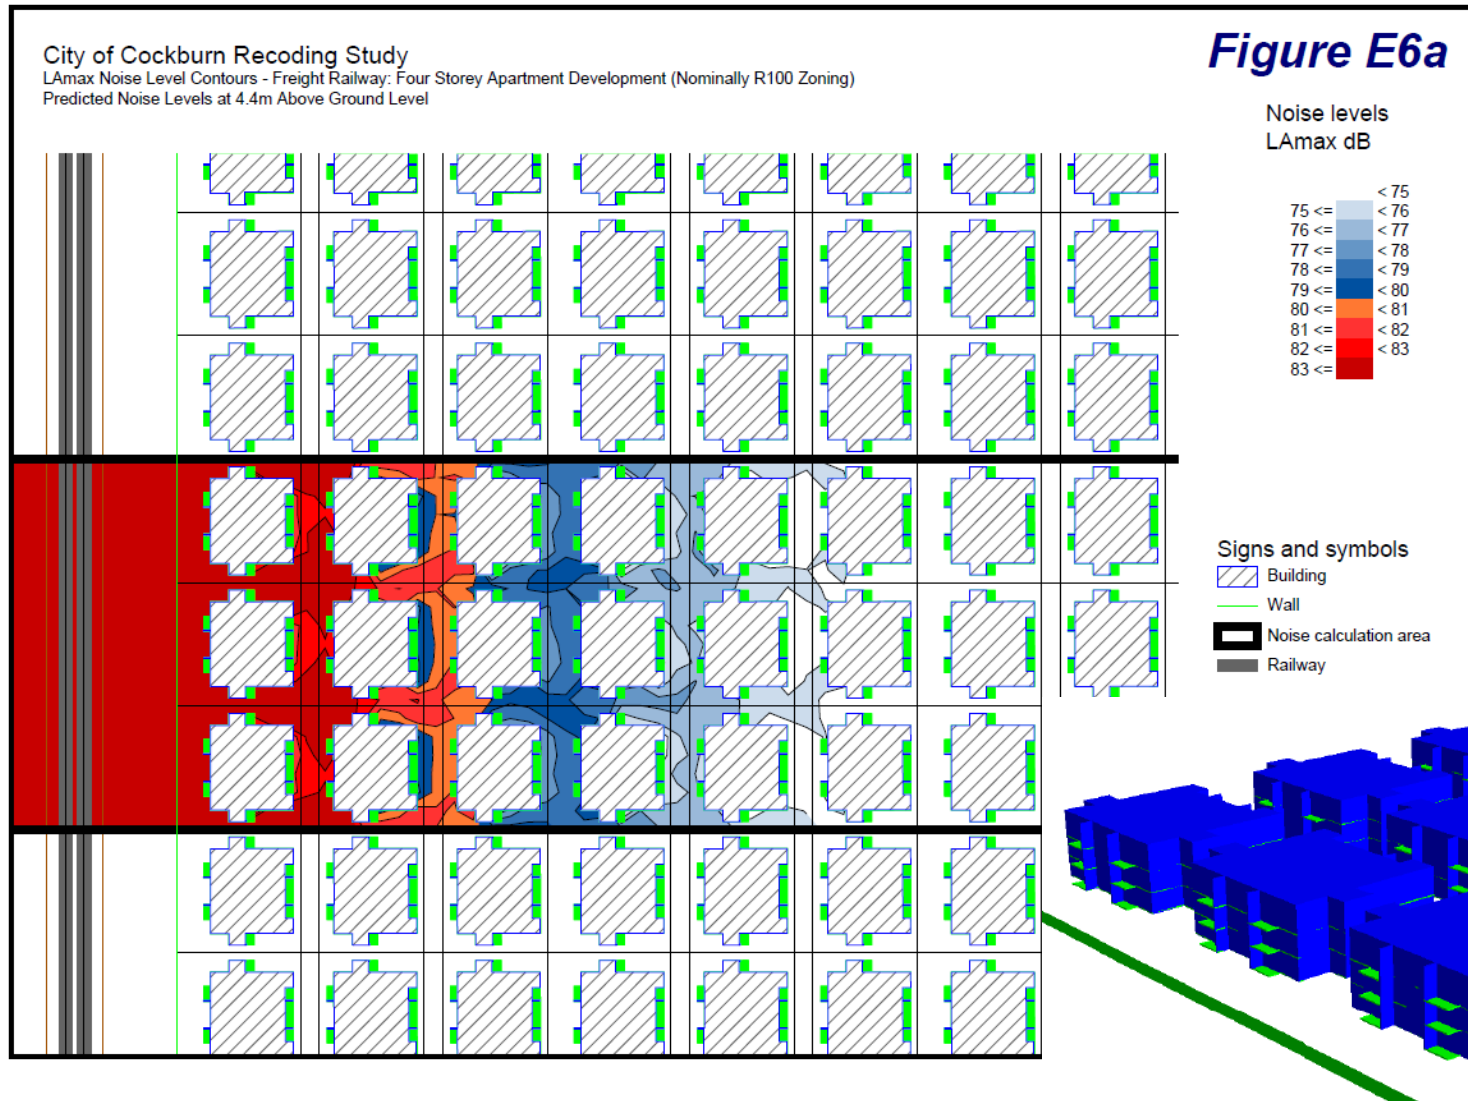 City of Cockburn Recoding Study
LAmax Noise Level Contours - Freight Railway: Four Storey Apartment Development (Nominally R100 Zoning)
Predicted Noise Levels at 4.4m Above Ground Level
Figure E6a
Noise levels
LAmax dB
< 75
75 <= < 76
76 <= < 77
77 <= < 78
78 <= < 79
79 <= < 80
80 <= < 81
81 <= < 82
82 <= < 83
83 <=
Signs and symbols
Building
Wall
Noise calculation area
Railway